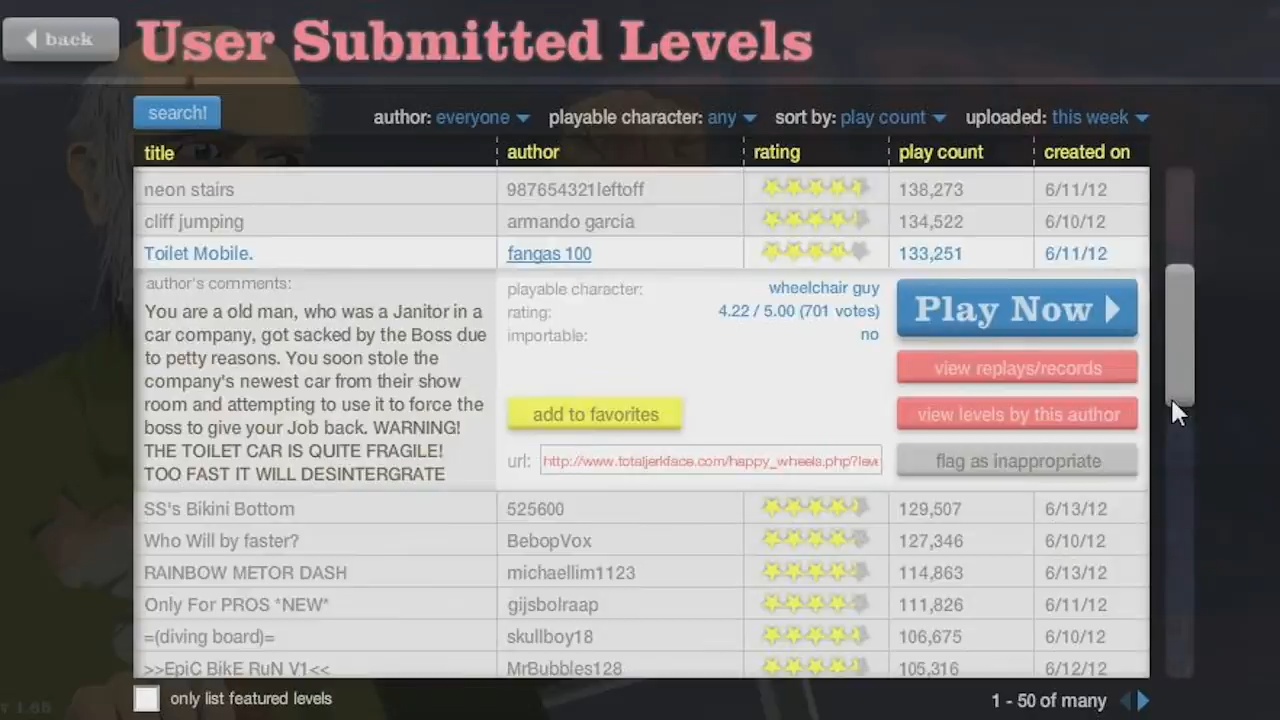 back
User Submitted Levels
search!
author: everyone playable character: any sort by: play count uploaded: this week
title author rating play count created on
neon stairs 987654321leftoff 138,273 6/11/12
cliff jumping armando garcia 134,522 6/10/12
Toilet Mobile. fangas 100 133,251 6/11/12
author's comments:
You are a old man, who was a Janitor in a
car company, got sacked by the Boss due
to petty reasons. You soon stole the
company's newest car from their show
room and attempting to use it to force the
boss to give your Job back. WARNING!
THE TOILET CAR IS QUITE FRAGILE!
TOO FAST IT WILL DESINTERGRATE
playable character: wheelchair guy
rating: 4.22 / 5.00 (701 votes)
importable: no
add to favorites
url: http://www.totaljerkface.com/happy_wheels.php?lev
Play Now
view replays/records
view levels by this author
flag as inappropriate
SS's Bikini Bottom 525600 129,507 6/13/12
Who Will by faster? BebopVox 127,346 6/10/12
RAINBOW METOR DASH michaellim1123 114,863 6/13/12
Only For PROS *NEW* gijsbolraap 111,826 6/11/12
=(diving board)= skullboy18 106,675 6/10/12
>>EpiC BikE RuN V1<< MrBubbles128 105,316 6/12/12
only list featured levels
1 - 50 of many